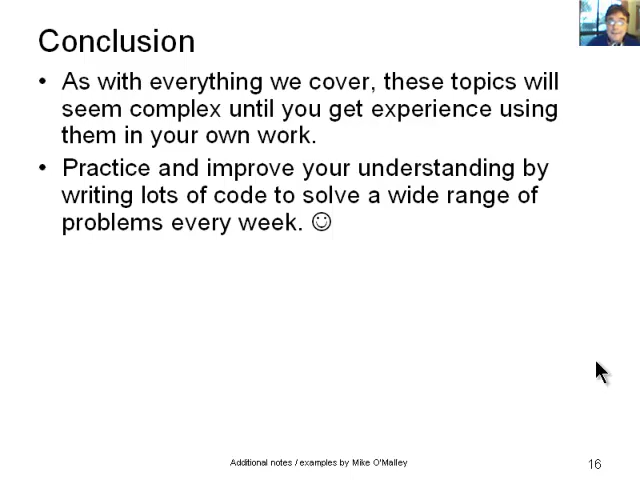 Conclusion
• As with everything we cover, these topics will
seem complex until you get experience using
them in your own work.
• Practice and improve your understanding by
writing lots of code to solve a wide range of
problems every week. ☺
Additional notes / examples by Mike O'Malley
16